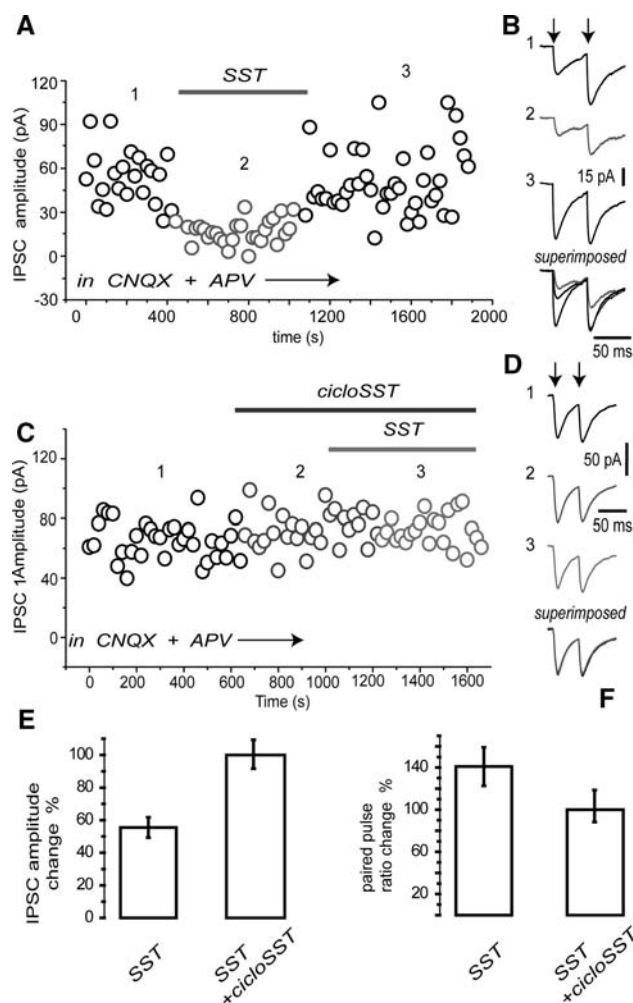 A
B
SST
1
2
3
120
90
60
30
0
-30
IPSC amplitude (pA)
in CNQX + APV
0 400 800 1200 1600 2000
time (s)
1
2
3
15 pA
superimposed
50 ms
C
D
cicloSST
SST
1
2
3
120
80
40
0
IPSC 1Amplitude (pA)
in CNQX + APV
0 200 400 600 800 1000 1200 1400 1600
Time (s)
1
2
3
50 pA
50 ms
superimposed
E
F
100
80
60
40
20
0
IPSC amplitude
change %
SST
SST
+cicloSST
140
100
80
60
20
paired pulse
ratio change %
SST
SST
+cicloSST